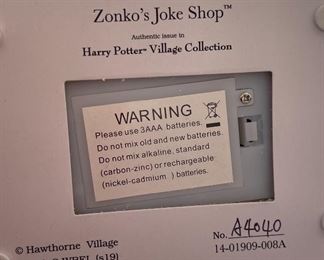 Zonko's Joke Shop™
Authentic issue in
Harry Potter™ Village Collection
WARNING
Please use 3AAA batteries.
Do not mix old and new batteries.
Do not mix alkaline, standard
(carbon-zinc) or rechargeable
(nickel-cadmium ) batteries.
© Hawthorne Village
No. A4040
14-01909-008A
(s19)